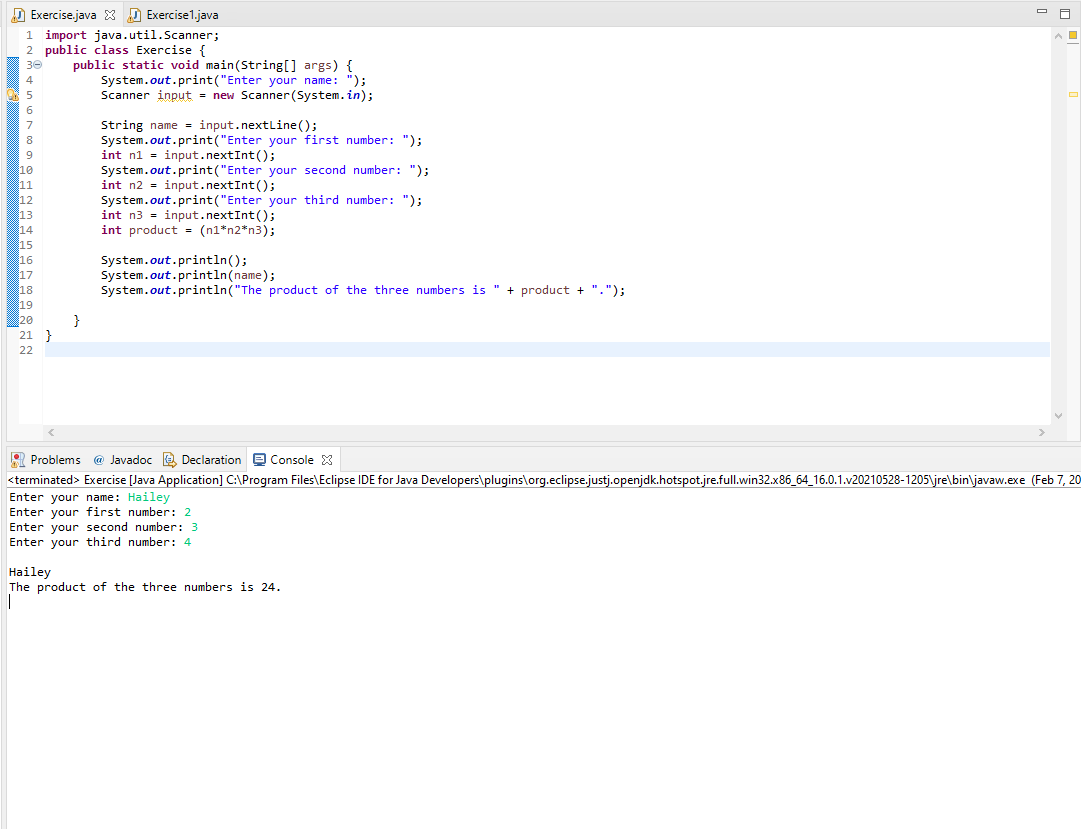 Exercise.java Exercise1.java
1 import java.util.Scanner;
2 public class Exercise {
3 public static void main(String[] args) {
4 System.out.print("Enter your name: ");
5 Scanner input = new Scanner(System.in);
6
7 String name = input.nextLine();
8 System.out.print("Enter your first number: ");
9 int n1 = input.nextInt();
10 System.out.print("Enter your second number: ");
11 int n2 = input.nextInt();
12 System.out.print("Enter your third number: ");
13 int n3 = input.nextInt();
14 int product = (n1*n2*n3);
15
16 System.out.println();
17 System.out.println(name);
18 System.out.println("The product of the three numbers is " + product + ".");
19
20 }
21 }
22
Problems @ Javadoc Declaration Console
<terminated> Exercise [Java Application] C:\Program Files\Eclipse IDE for Java Developers\plugins\org.eclipse.justj.openjdk.hotspot.jre.full.win32.x86_64_16.0.1.v20210528-1205\jre\bin\javaw.exe (Feb 7, 20
Enter your name: Hailey
Enter your first number: 2
Enter your second number: 3
Enter your third number: 4
Hailey
The product of the three numbers is 24.